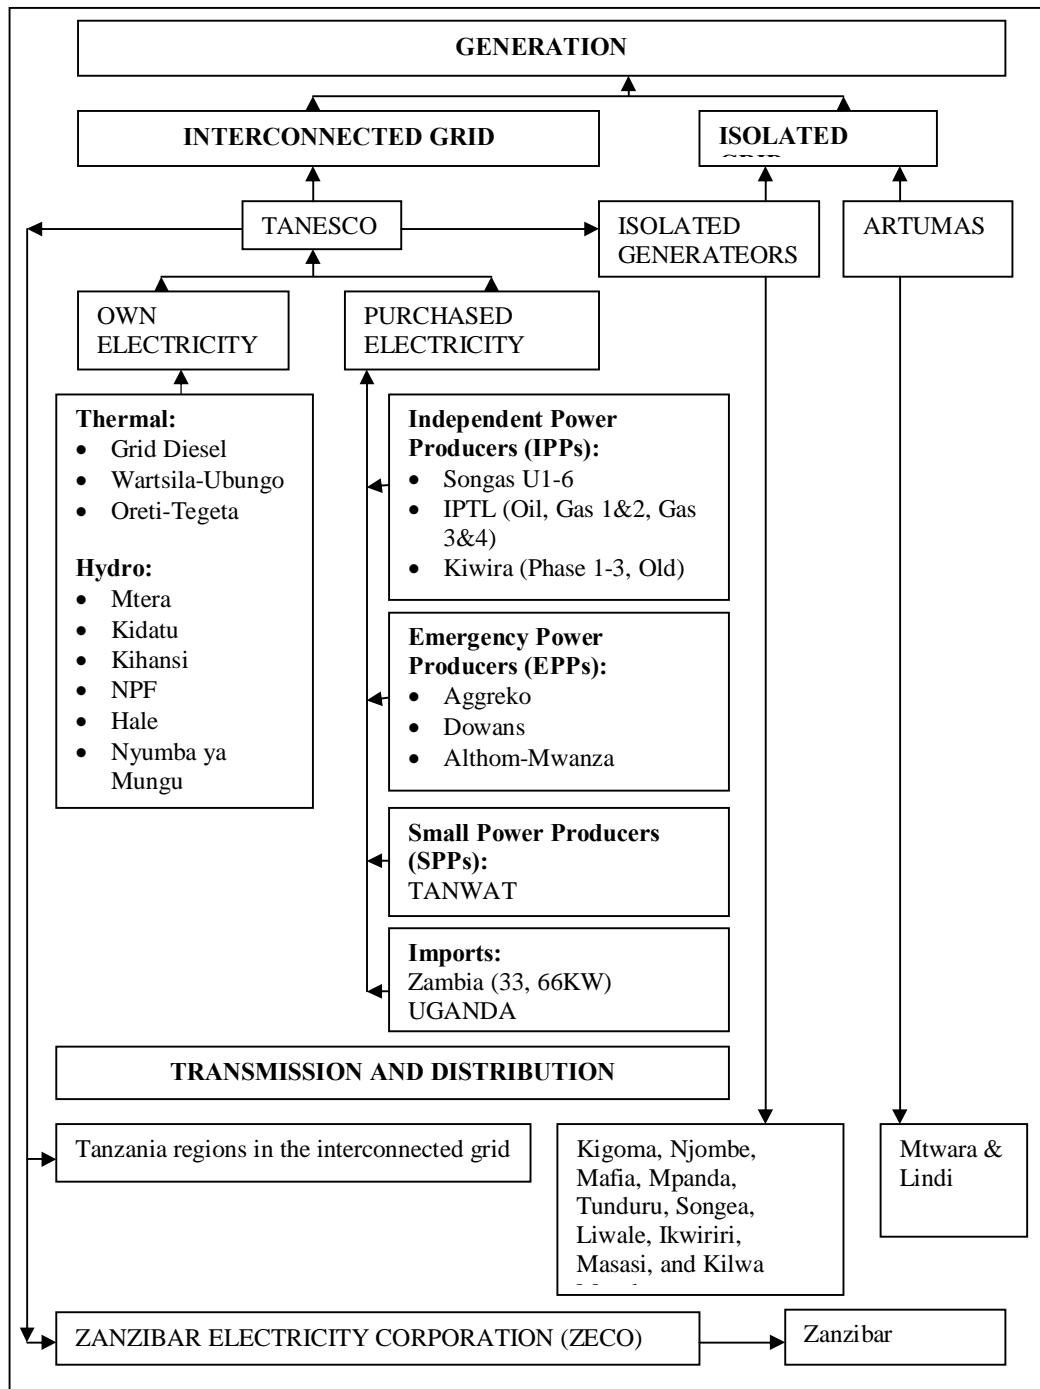 GENERATION
INTERCONNECTED GRID
ISOLATED
TANESCO
ISOLATED
GENERATEORS
ARTUMAS
OWN
ELECTRICITY
PURCHASED
ELECTRICITY
Thermal:
• Grid Diesel
• Wartsila-Ubungo
• Oreti-Tegeta
Hydro:
• Mtera
• Kidatu
• Kihansi
• NPF
• Hale
• Nyumba ya
Mungu
Independent Power
Producers (IPPs):
• Songas U1-6
• IPTL (Oil, Gas 1&2, Gas
3&4)
• Kiwira (Phase 1-3, Old)
Emergency Power
Producers (EPPs):
• Aggreko
• Dowans
• Althom-Mwanza
Small Power Producers
(SPPs):
TANWAT
Imports:
Zambia (33, 66KW)
UGANDA
TRANSMISSION AND DISTRIBUTION
Tanzania regions in the interconnected grid
Kigoma, Njombe,
Mafia, Mpanda,
Tunduru, Songea,
Liwale, Ikwiriri,
Masasi, and Kilwa
Mtwara &
Lindi
ZANZIBAR ELECTRICITY CORPORATION (ZECO)
Zanzibar